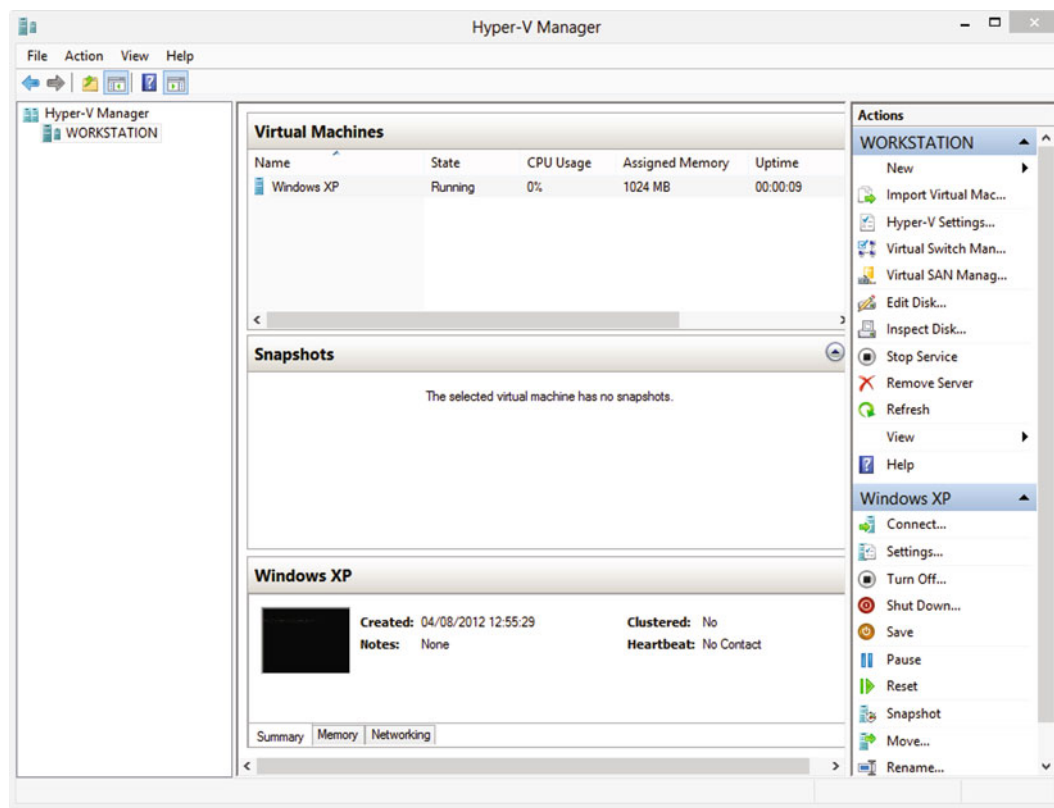 Hyper-V Manager
File Action View Help
Hyper-V Manager
WORKSTATION
Virtual Machines
Name State CPU Usage Assigned Memory Uptime
Windows XP Running 0% 1024 MB 00:00:09
Snapshots
The selected virtual machine has no snapshots.
Windows XP
Created: 04/08/2012 12:55:29 Clustered: No
Notes: None Heartbeat: No Contact
Summary Memory Networking
Actions
WORKSTATION
New
Import Virtual Mac...
Hyper-V Settings...
Virtual Switch Man...
Virtual SAN Manag...
Edit Disk...
Inspect Disk...
Stop Service
Remove Server
Refresh
View
Help
Windows XP
Connect...
Settings...
Turn Off...
Shut Down...
Save
Pause
Reset
Snapshot
Move...
Rename...